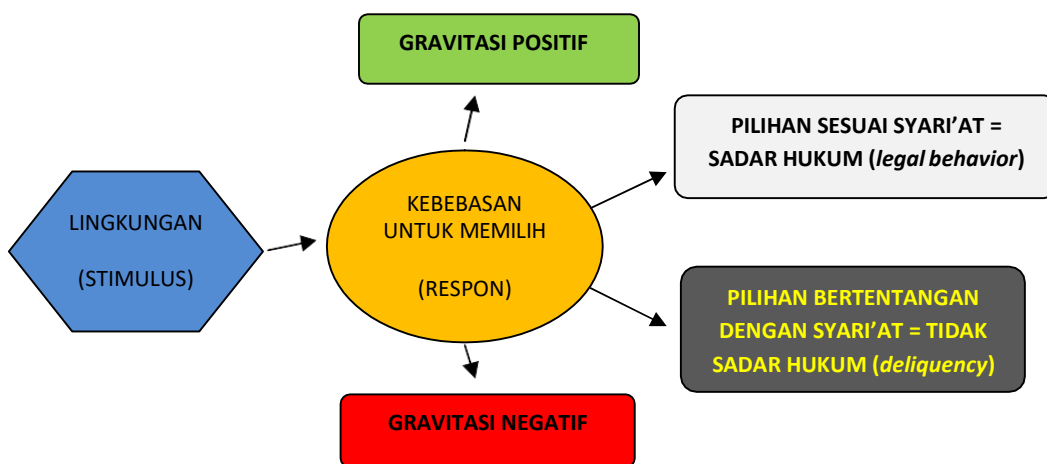 GRAVITASI POSITIF
PILIHAN SESUAI SYARI’AT =
SADAR HUKUM (legal behavior)
LINGKUNGAN
(STIMULUS)
KEBEBASAN
UNTUK MEMILIH
(RESPON)
PILIHAN BERTENTANGAN
DENGAN SYARI’AT = TIDAK
SADAR HUKUM (deliquency)
GRAVITASI NEGATIF